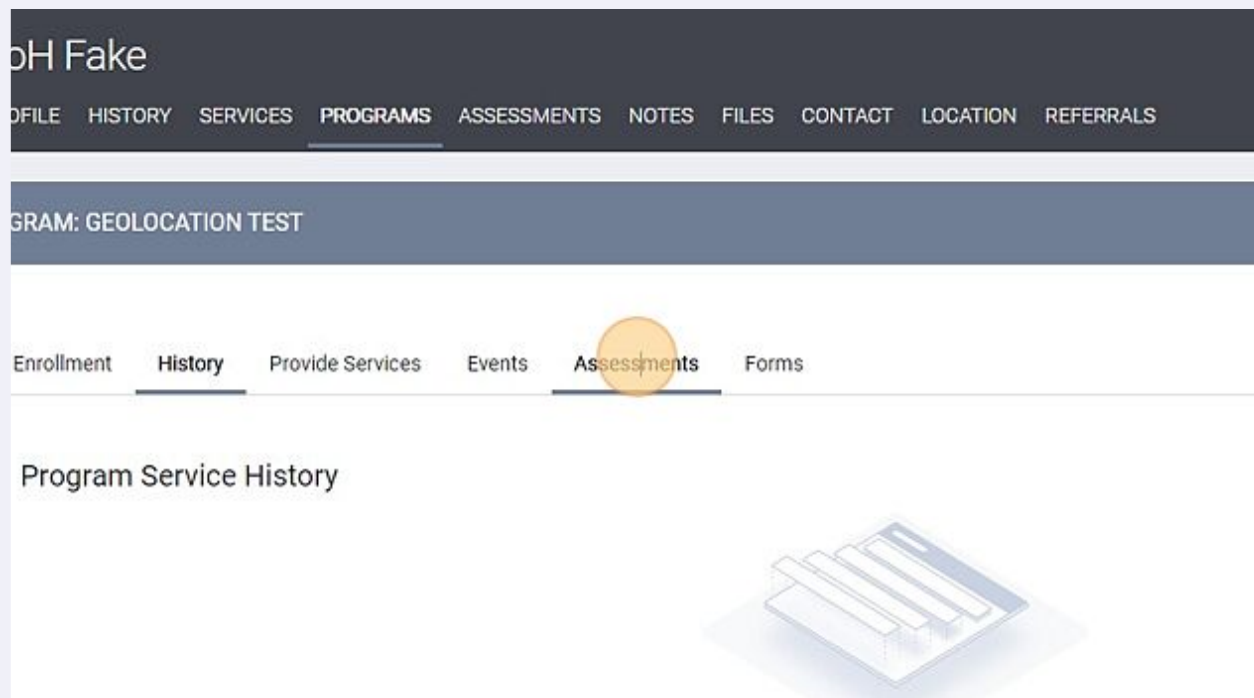 oH Fake
OFILE HISTORY SERVICES PROGRAMS ASSESSMENTS NOTES FILES CONTACT LOCATION REFERRALS
GRAM: GEOLOCATION TEST
Enrollment History Provide Services Events Assessments Forms
Program Service History